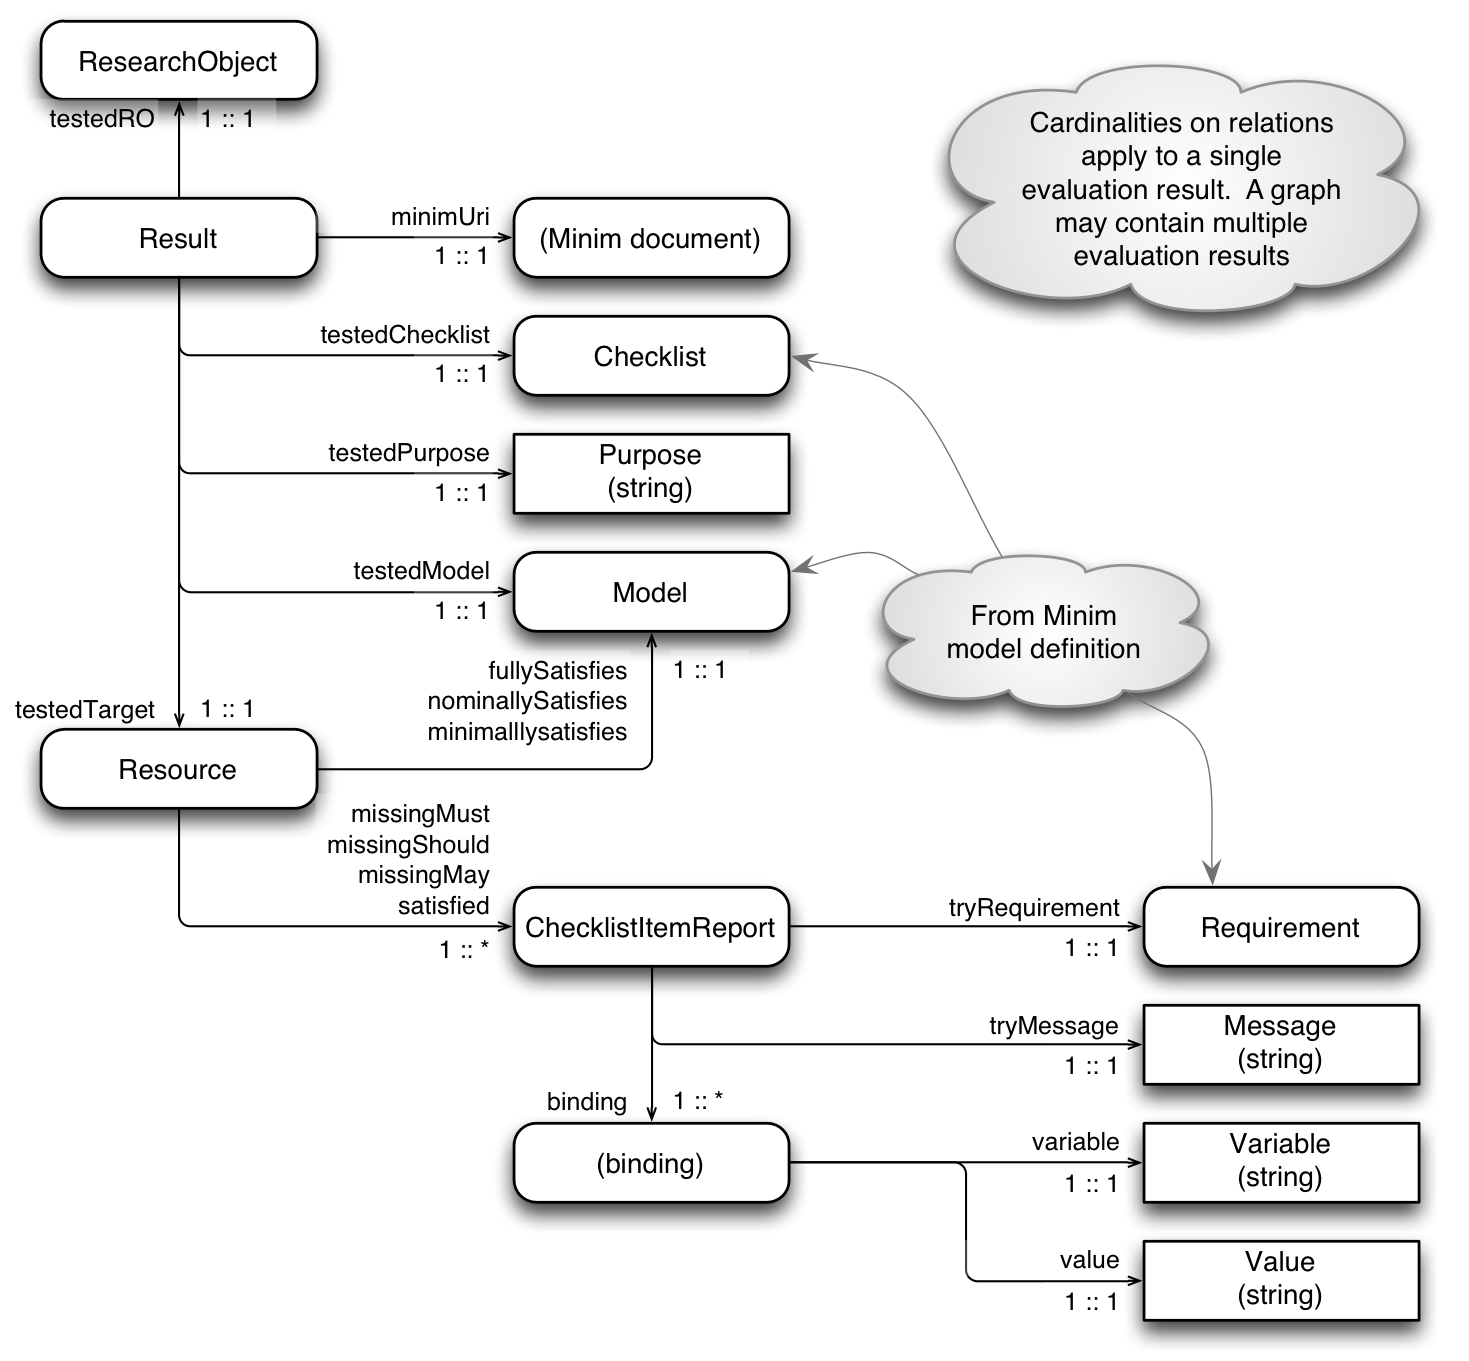 ResearchObject
testedRO
1 :: 1
Cardinalities on relations
apply to a single
evaluation result.  A graph
may contain multiple
evaluation results
Result
minimUri
1 :: 1
(Minim document)
testedChecklist
1 :: 1
Checklist
testedPurpose
1 :: 1
Purpose
(string)
testedModel
1 :: 1
Model
From Minim
model definition
fullySatisfies
nominallySatisfies
minimalllysatisfies
1 :: 1
testedTarget
1 :: 1
Resource
missingMust
missingShould
missingMay
satisfied
1 :: *
ChecklistItemReport
tryRequirement
1 :: 1
Requirement
tryMessage
1 :: 1
Message
(string)
binding
1 :: *
(binding)
variable
1 :: 1
Variable
(string)
value
1 :: 1
Value
(string)